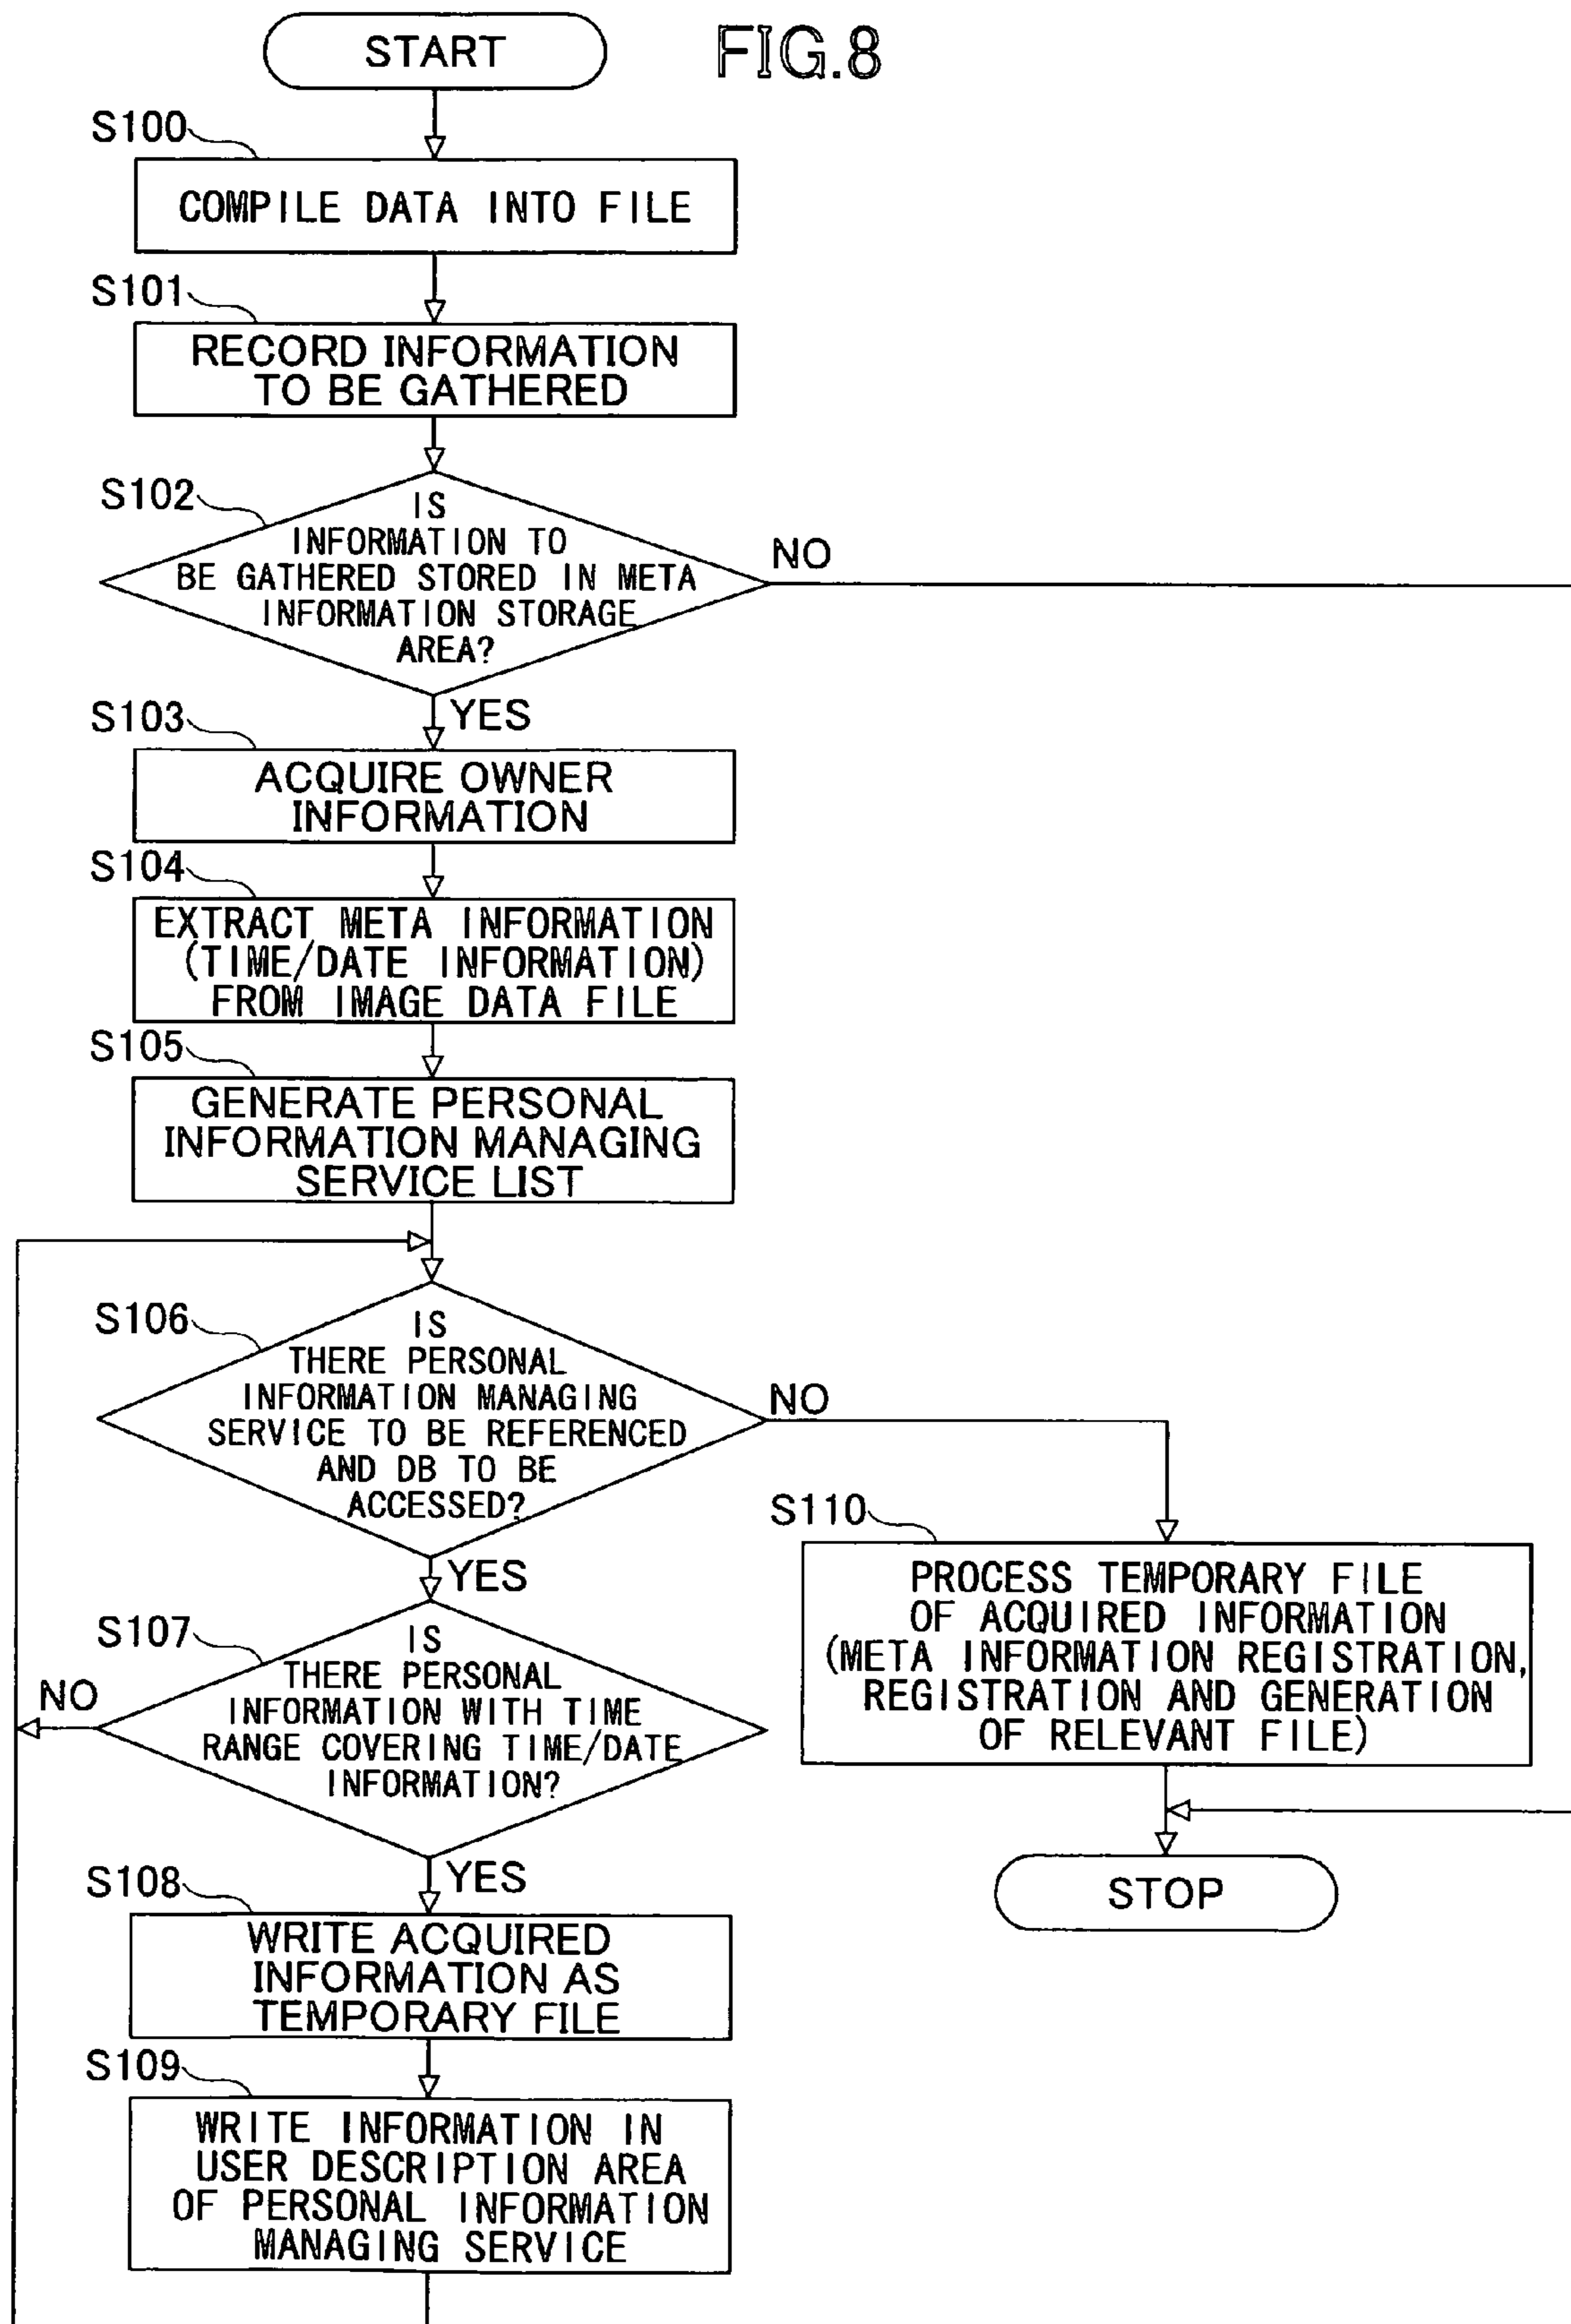 START
FIG.8
S100
COMPILE DATA INTO FILE
S101
RECORD INFORMATION
TO BE GATHERED
S102
IS
INFORMATION TO
BE GATHERED STORED IN META
INFORMATION STORAGE
AREA?
NO
YES
S103
ACQUIRE OWNER
INFORMATION
S104
EXTRACT META INFORMATION
(TIME/DATE INFORMATION)
FROM IMAGE DATA FILE
S105
GENERATE PERSONAL
INFORMATION MANAGING
SERVICE LIST
S106
IS
THERE PERSONAL
INFORMATION MANAGING
SERVICE TO BE REFERENCED
AND DB TO BE
ACCESSED?
NO
YES
S107
IS
THERE PERSONAL
INFORMATION WITH TIME
RANGE COVERING TIME/DATE
INFORMATION?
NO
YES
S108
WRITE ACQUIRED
INFORMATION AS
TEMPORARY FILE
S109
WRITE INFORMATION IN
USER DESCRIPTION AREA
OF PERSONAL INFORMATION
MANAGING SERVICE
S110
PROCESS TEMPORARY FILE
OF ACQUIRED INFORMATION
(META INFORMATION REGISTRATION,
REGISTRATION AND GENERATION
OF RELEVANT FILE)
STOP